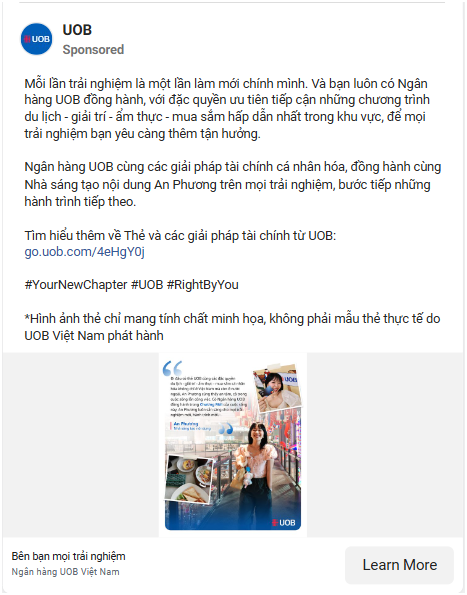 UOB
UOB
Sponsored
Mỗi lần trải nghiệm là một lần làm mới chính mình. Và bạn luôn có Ngân
hàng UOB đồng hành, với đặc quyền ưu tiên tiếp cận những chương trình
du lịch - giải trí - ẩm thực - mua sắm hấp dẫn nhất trong khu vực, để mọi
trải nghiệm bạn yêu càng thêm tận hưởng.
Ngân hàng UOB cùng các giải pháp tài chính cá nhân hóa, đồng hành cùng
Nhà sáng tạo nội dung An Phương trên mọi trải nghiệm, bước tiếp những
hành trình tiếp theo.
Tìm hiểu thêm về Thẻ và các giải pháp tài chính từ UOB:
go.uob.com/4eHgY0j
#YourNewChapter #UOB #RightByYou
*Hình ảnh thẻ chỉ mang tính chất minh họa, không phải mẫu thẻ thực tế do
UOB Việt Nam phát hành
An Phương
Nhà sáng tạo nội dung
UOB
UOB
Bên bạn mọi trải nghiệm
Ngân hàng UOB Việt Nam
Learn More